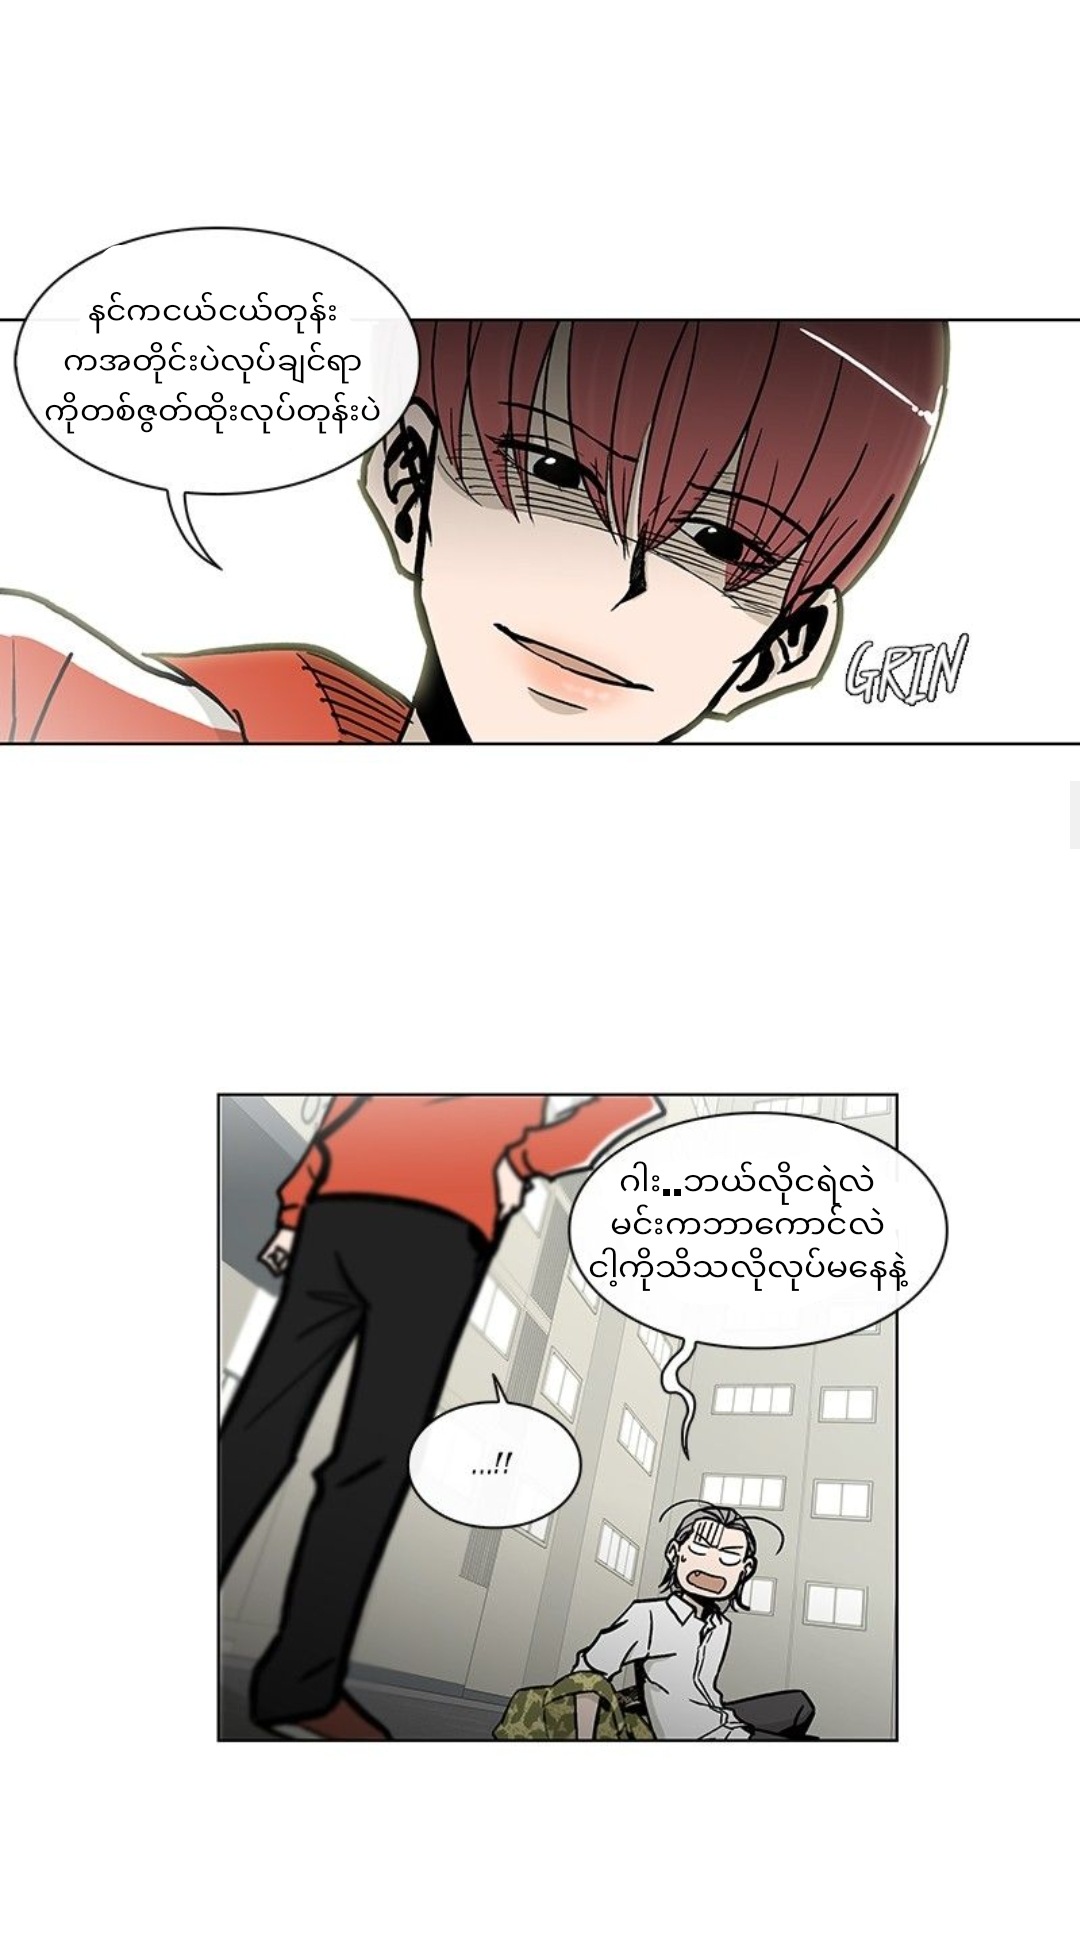 နင်ကငယ်ငယ်တုန်း
ကအတိုင်းပဲလုပ်ချင်ရာ
ကိုတစ်ဇွတ်ထိုးလုပ်တုန်းပဲ
GRIN
ဂါး..ဘယ်လိုငရဲလဲ
မင်းကဘာကောင်လဲ
ငါ့ကိုသိသလိုလုပ်မနေနဲ့
...!!